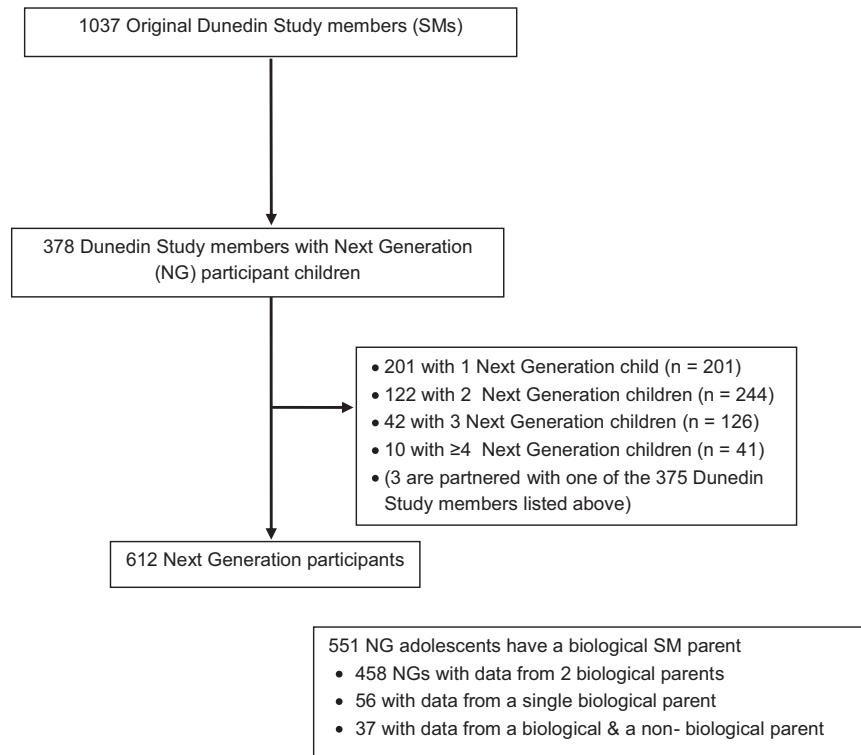 1037 Original Dunedin Study members (SMs)
378 Dunedin Study members with Next Generation
(NG) participant children
• 201 with 1 Next Generation child (n = 201)
• 122 with 2  Next Generation children (n = 244)
• 42 with 3 Next Generation children (n = 126)
• 10 with ≥4  Next Generation children (n = 41)
• (3 are partnered with one of the 375 Dunedin
Study members listed above)
612 Next Generation participants
551 NG adolescents have a biological SM parent
• 458 NGs with data from 2 biological parents
• 56 with data from a single biological parent
• 37 with data from a biological & a non- biological parent